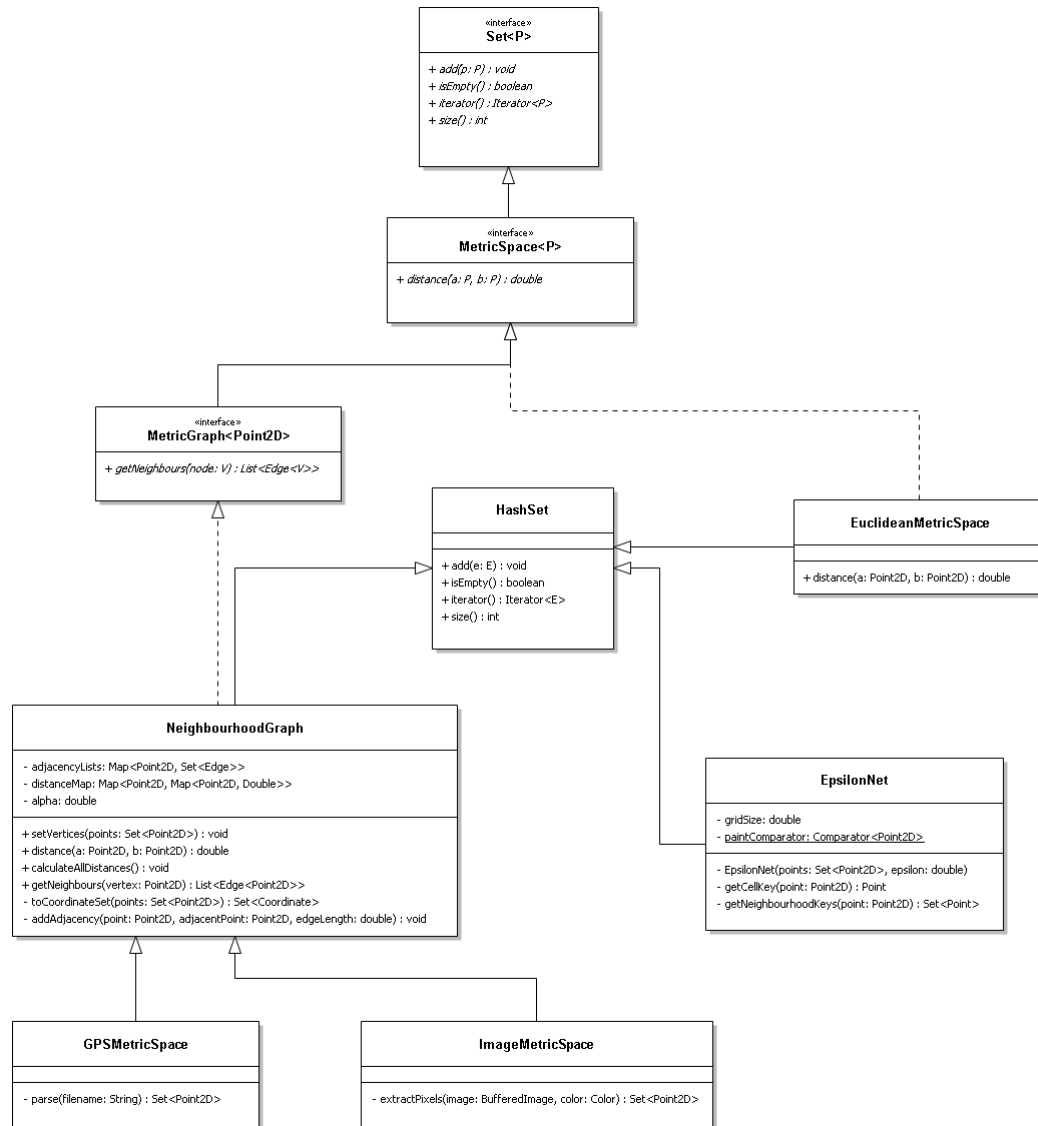 «interface»
Set<P>
+ add(p: P) : void
+ isEmpty() : boolean
+ iterator() : Iterator<P>
+ size() : int
«interface»
MetricSpace<P>
+ distance(a: P, b: P) : double
«interface»
MetricGraph<Point2D>
+ getNeighbours(node: V) : List<Edge<V>>
HashSet
+ add(e: E) : void
+ isEmpty() : boolean
+ iterator() : Iterator<E>
+ size() : int
EuclideanMetricSpace
+ distance(a: Point2D, b: Point2D) : double
NeighbourhoodGraph
- adjacencyLists: Map<Point2D, Set<Edge>>
- distanceMap: Map<Point2D, Map<Point2D, Double>>
- alpha: double
+ setVertices(points: Set<Point2D>) : void
+ distance(a: Point2D, b: Point2D) : double
+ calculateAllDistances() : void
+ getNeighbours(vertex: Point2D) : List<Edge<Point2D>>
- toCoordinateSet(points: Set<Point2D>) : Set<Coordinate>
- addAdjacency(point: Point2D, adjacentPoint: Point2D, edgeLength: double) : void
EpsilonNet
- gridSize: double
- paintComparator: Comparator<Point2D>
- EpsilonNet(points: Set<Point2D>, epsilon: double)
- getCellKey(point: Point2D) : Point
- getNeighbourhoodKeys(point: Point2D) : Set<Point>
GPSMetricSpace
- parse(filename: String) : Set<Point2D>
ImageMetricSpace
- extractPixels(image: BufferedImage, color: Color) : Set<Point2D>